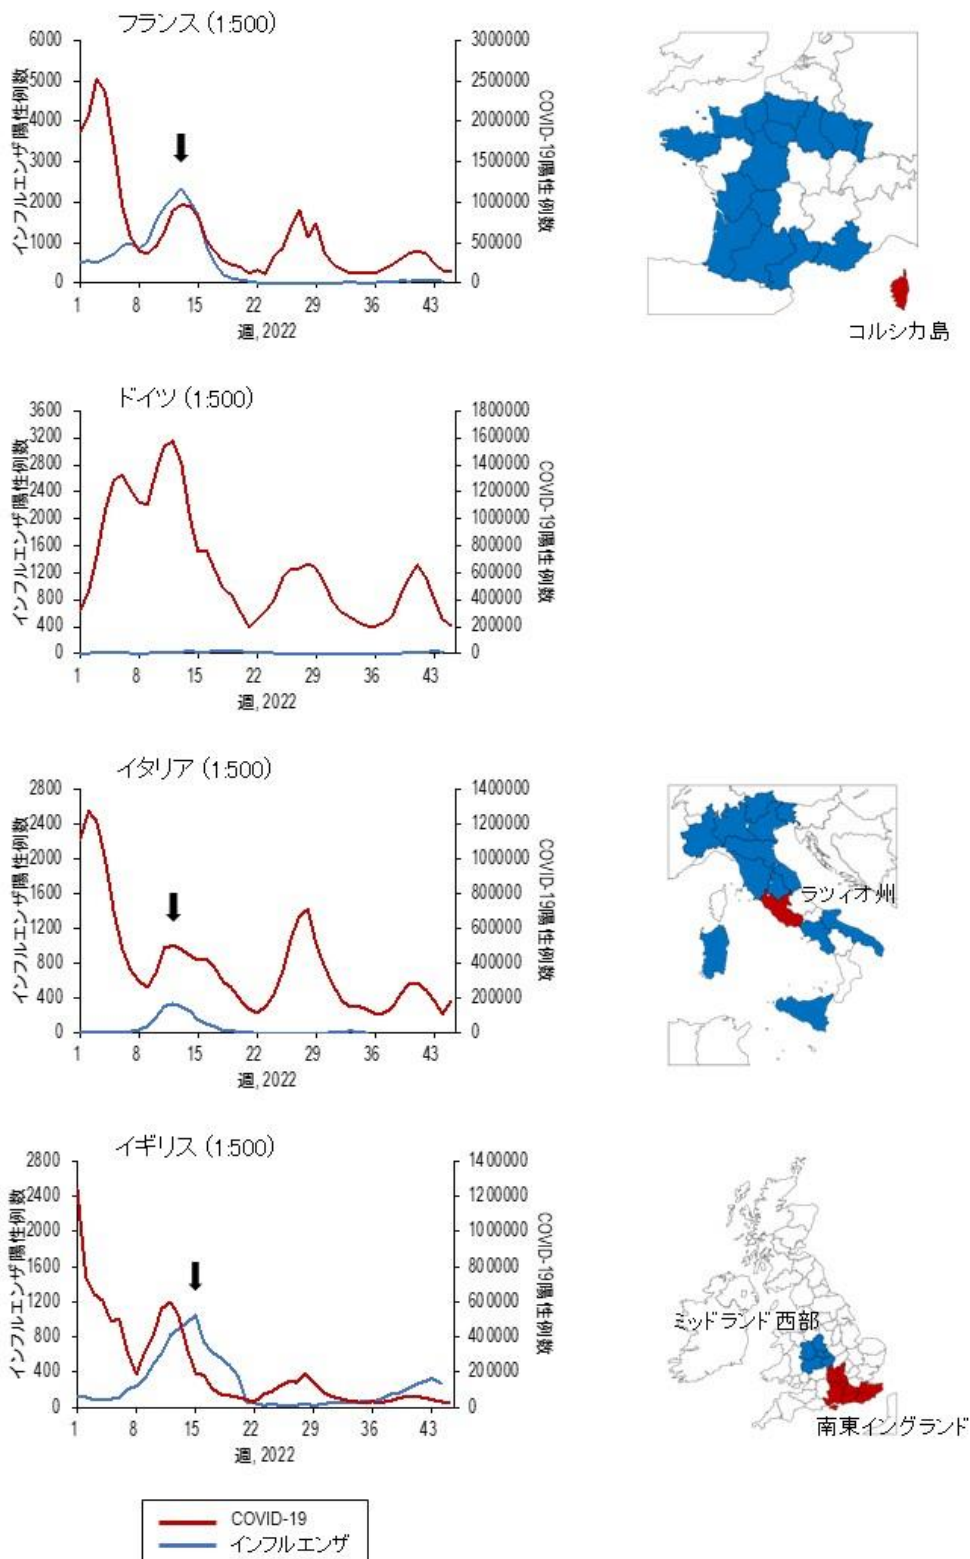 フランス (1:500)
6000
5000
4000
3000
2000
1000
0
インフルエンザ陽性例数
3000000
2500000
2000000
1500000
1000000
500000
0
COVID-19陽性例数
1 8 15 22 29 36 43
週, 2022
コルシカ島
ドイツ (1:500)
3600
3200
2800
2400
2000
1600
1200
800
400
0
インフルエンザ陽性例数
1800000
1600000
1400000
1200000
1000000
800000
600000
400000
200000
0
COVID-19陽性例数
1 8 15 22 29 36 43
週, 2022
イタリア (1:500)
2800
2400
2000
1600
1200
800
400
0
インフルエンザ陽性例数
1400000
1200000
1000000
800000
600000
400000
200000
0
COVID-19陽性例数
1 8 15 22 29 36 43
週, 2022
ラツィオ州
イギリス (1:500)
2800
2400
2000
1600
1200
800
400
0
インフルエンザ陽性例数
1400000
1200000
1000000
800000
600000
400000
200000
0
COVID-19陽性例数
1 8 15 22 29 36 43
週, 2022
ミッドランド西部
南東イングランド
COVID-19
インフルエンザ